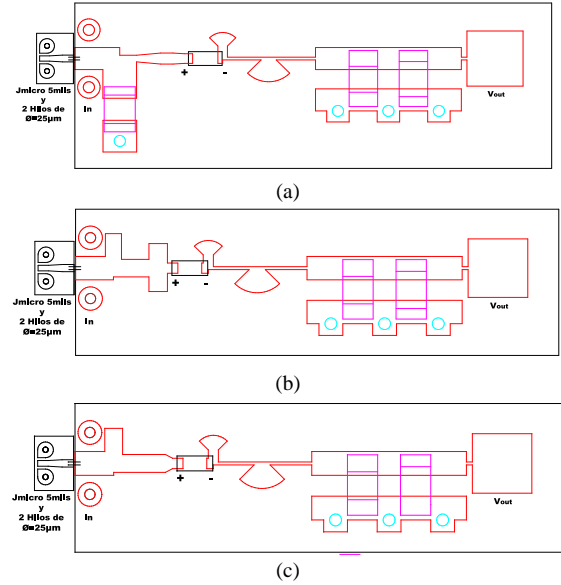 + -
Jmicro 5mils
y
2 Hilos de
Ø=25µm
In
Vout
(a)
+ -
Jmicro 5mils
y
2 Hilos de
Ø=25µm
In
Vout
(b)
+ -
Jmicro 5mils
y
2 Hilos de
Ø=25µm
In
Vout
(c)